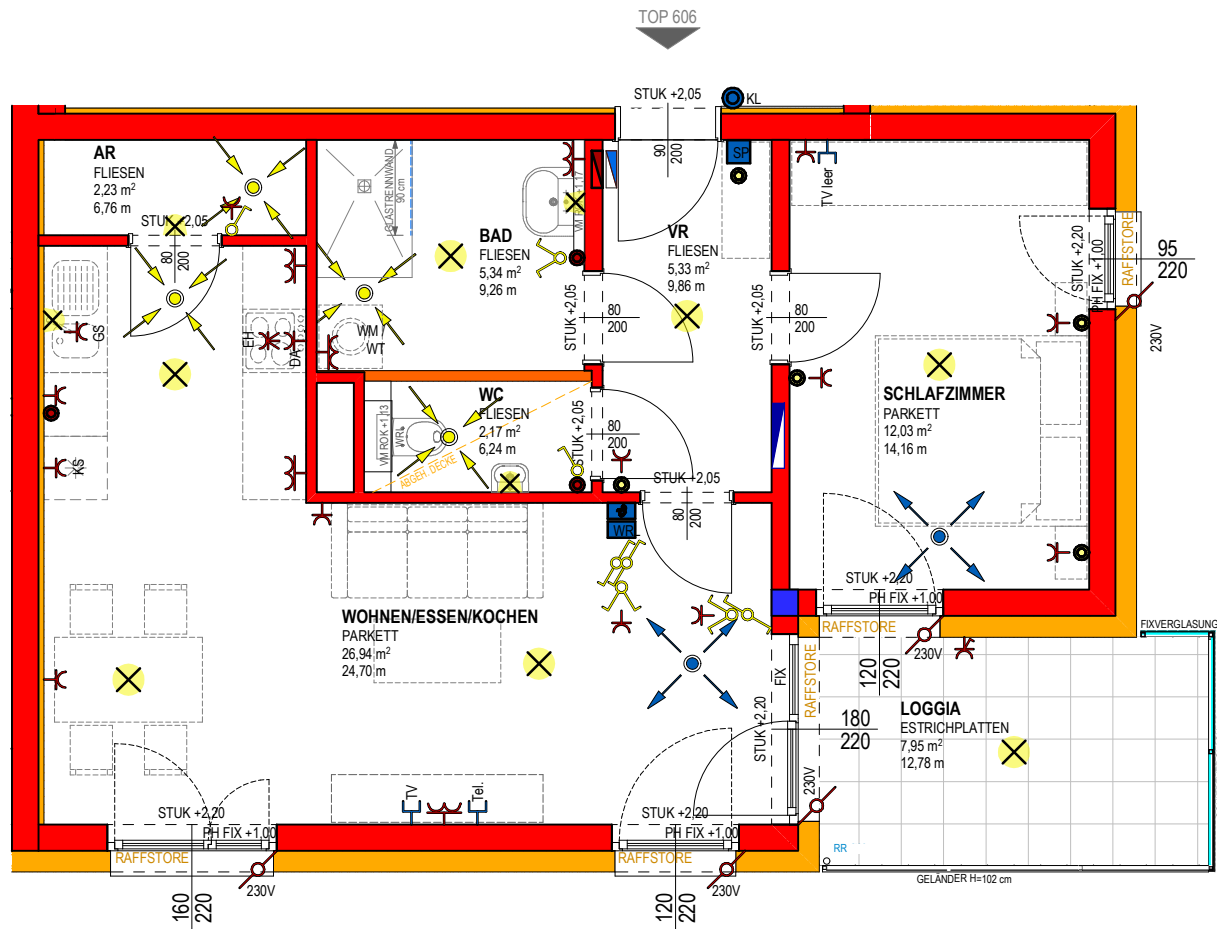 TOP 606
STUK +2,05
KL
AR
FLIESEN
2,23 m²
6,76 m
STUK +2,05
80
200
GLASTRENNWAND
90 cm
BAD
FLIESEN
5,34 m²
9,26 m
90
200
SP
VR
FLIESEN
5,33 m²
9,86 m
TV leer
STUK +2,20
PH FIX +1,00
RAFFSTORE
95
220
230V
GS
EH
DA
WM
WT
STUK +2,05
80
200
STUK +2,05
80
200
KS
VM ROK +1,13
WRL
WC
FLIESEN
2,17 m²
6,24 m
ABGEH. DECKE
STUK +2,05
80
200
SCHLAFZIMMER
PARKETT
12,03 m²
14,16 m
STUK +2,05
80
200
WR
STUK +2,20
PH FIX +1,00
RAFFSTORE
230V
120
220
FIXVERGLASUNG
WOHNEN/ESSEN/KOCHEN
PARKETT
26,94 m²
24,70 m
FIX
RAFFSTORE
STUK +2,20
180
220
230V
LOGGIA
ESTRICHPLATTEN
7,95 m²
12,78 m
TV
Tel.
STUK +2,20
PH FIX +1,00
RAFFSTORE
230V
160
220
STUK +2,20
PH FIX +1,00
RAFFSTORE
230V
120
220
RR
GELÄNDER H=102 cm